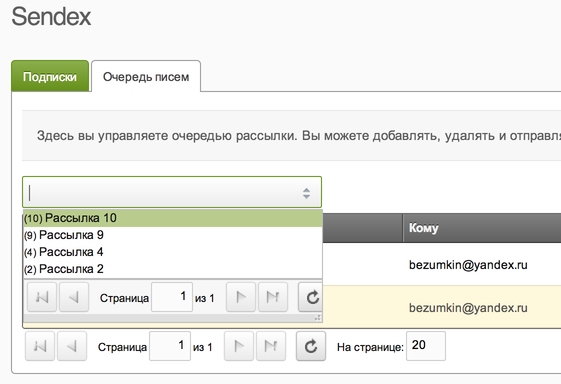 Sendex
Подписки Очередь писем
Здесь вы управляете очередью рассылки. Вы можете добавлять, удалять и отправля
(10) Рассылка 10
(9) Рассылка 9
(4) Рассылка 4
(2) Рассылка 2
Страница 1 из 1
Кому
bezumkin@yandex.ru
bezumkin@yandex.ru
Страница 1 из 1 На странице: 20